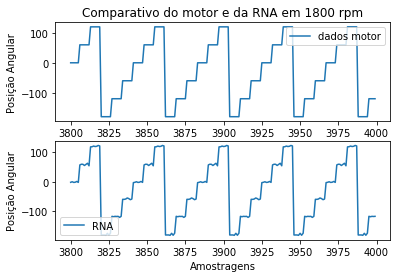 Comparativo do motor e da RNA em 1800 rpm
Posição Angular
100
0
−100
dados motor
3800 3825 3850 3875 3900 3925 3950 3975 4000
Posição Angular
100
0
−100
RNA
3800 3825 3850 3875 3900 3925 3950 3975 4000
Amostragens